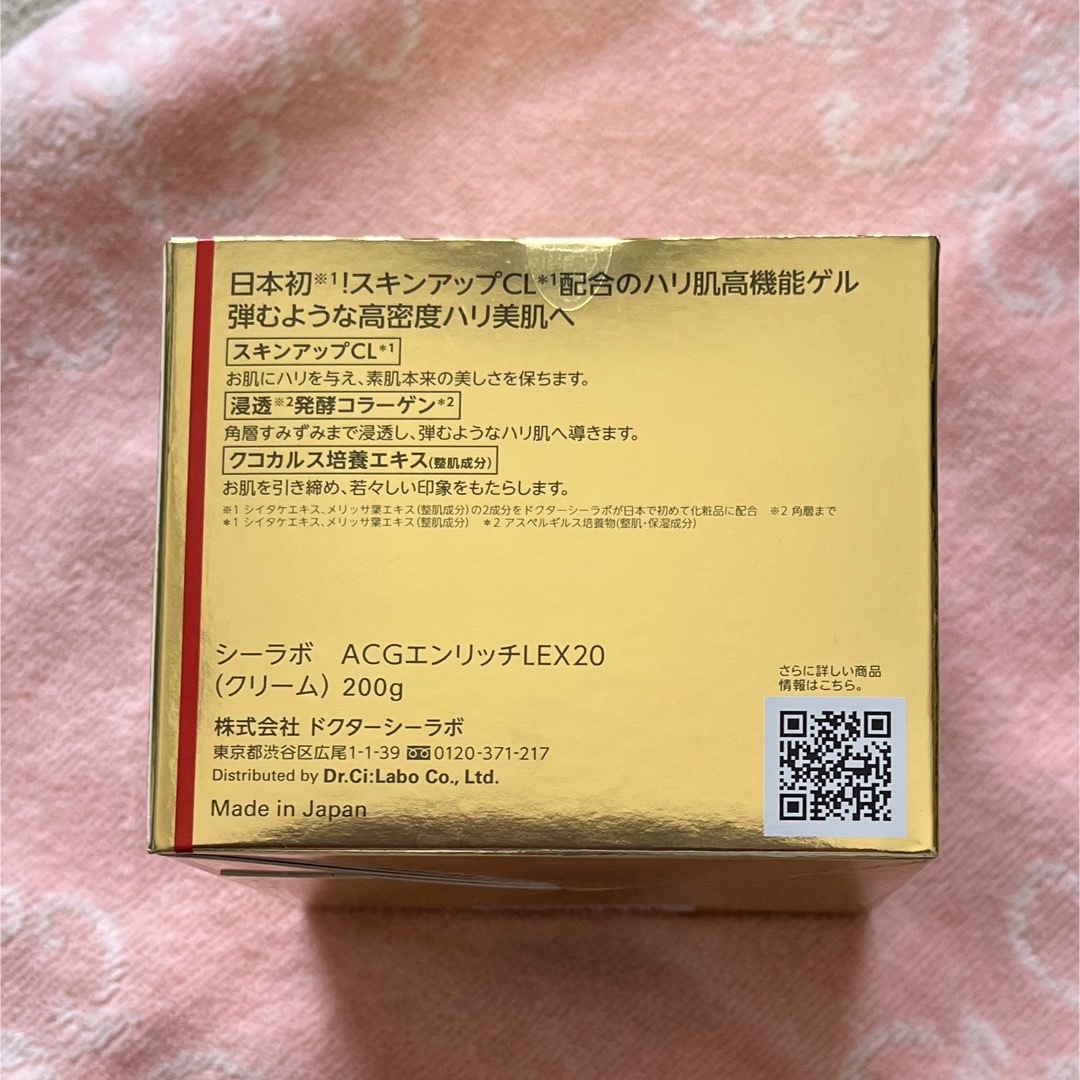 日本初※1!スキンアップCL*1配合のハリ肌高機能ゲル
弾むような高密度ハリ美肌へ
スキンアップCL*1
お肌にハリを与え、素肌本来の美しさを保ちます。
浸透※2発酵コラーゲン*2
角層すみずみまで浸透し、弾むようなハリ肌へ導きます。
クコカルス培養エキス(整肌成分)
お肌を引き締め、若々しい印象をもたらします。
※1 シイタケエキス、メリッサ葉エキス(整肌成分)の2成分をドクターシーラボが日本で初めて化粧品に配合 ※2 角層まで
*1 シイタケエキス、メリッサ葉エキス(整肌成分) *2 アスペルギルス培養物(整肌・保湿成分)
シーラボ ACGエンリッチLEX20
(クリーム) 200g
さらに詳しい商品
情報はこちら。
株式会社 ドクターシーラボ
東京都渋谷区広尾1-1-39 0120-371-217
Distributed by Dr.Ci:Labo Co., Ltd.
Made in Japan